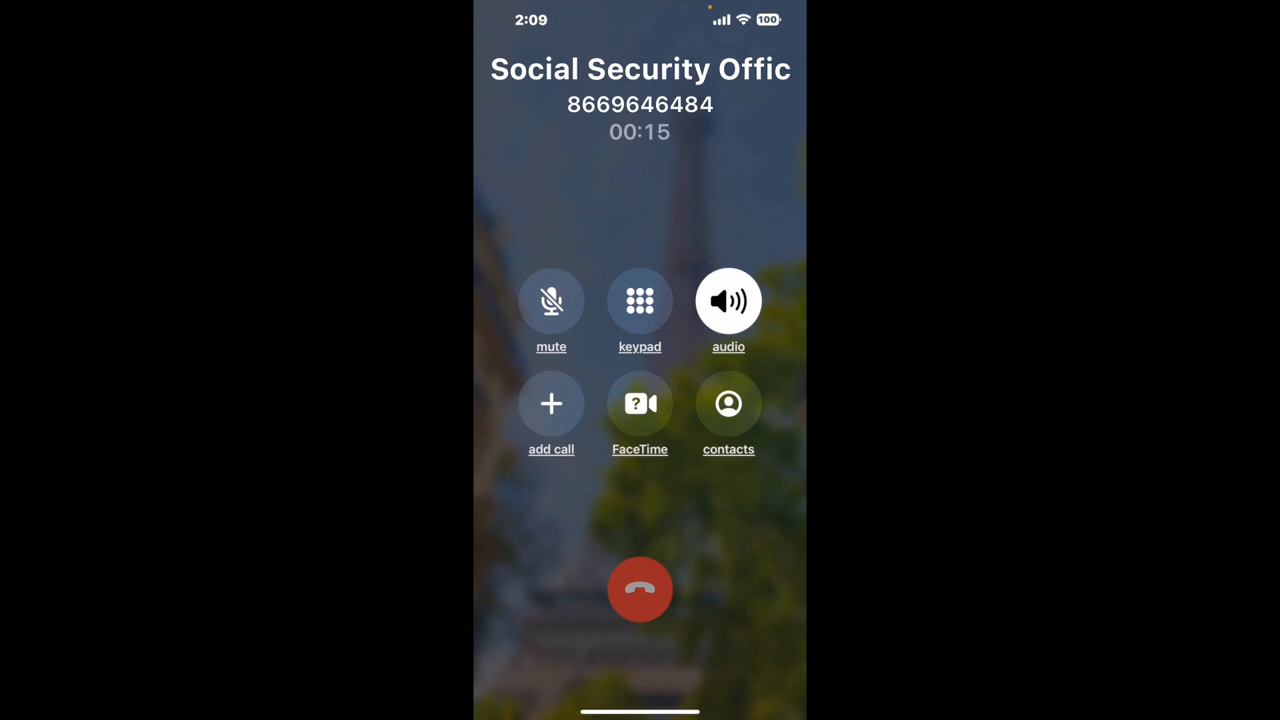 2:09
100
Social Security Offic
8669646484
00:15
mute
keypad
audio
?
add call
FaceTime
contacts